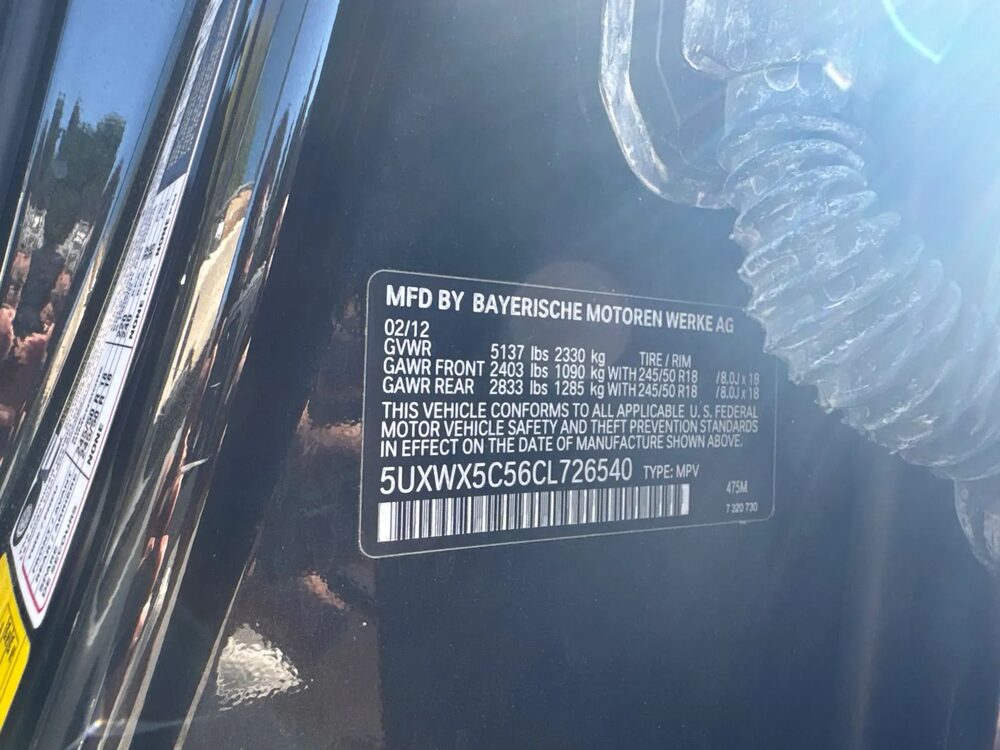 MFD BY BAYERISCHE MOTOREN WERKE AG
02/12
GVWR 5137 lbs 2330 kg TIRE / RIM
GAWR FRONT 2403 lbs 1090 kg WITH 245/50 R18 /8.0J x 18
GAWR REAR 2833 lbs 1285 kg WITH 245/50 R18 /8.0J x 18
THIS VEHICLE CONFORMS TO ALL APPLICABLE U. S. FEDERAL
MOTOR VEHICLE SAFETY AND THEFT PREVENTION STANDARDS
IN EFFECT ON THE DATE OF MANUFACTURE SHOWN ABOVE.
5UXWX5C56CL726540 TYPE: MPV
475M
7 320 730
NONE